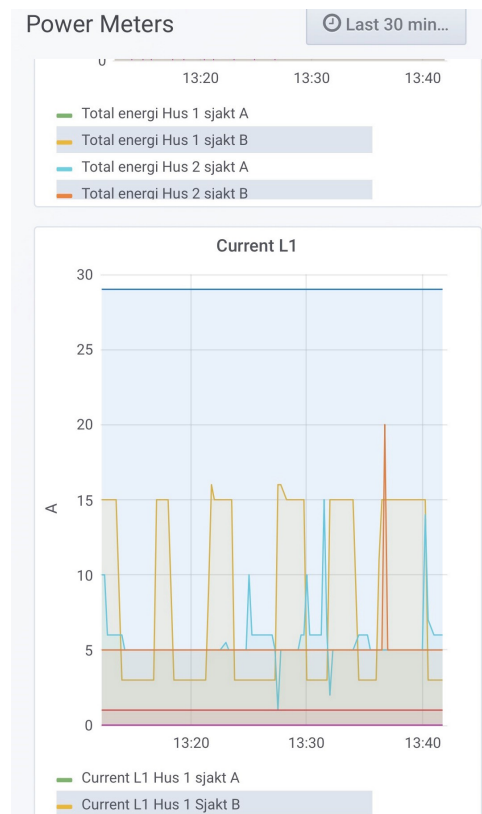 Power Meters
Last 30 min...
0
13:20 13:30 13:40
Total energi Hus 1 sjakt A
Total energi Hus 1 sjakt B
Total energi Hus 2 sjakt A
Total energi Hus 2 sjakt B
Current L1
30
25
20
15
10
5
0
A
13:20 13:30 13:40
Current L1 Hus 1 sjakt A
Current L1 Hus 1 Sjakt B